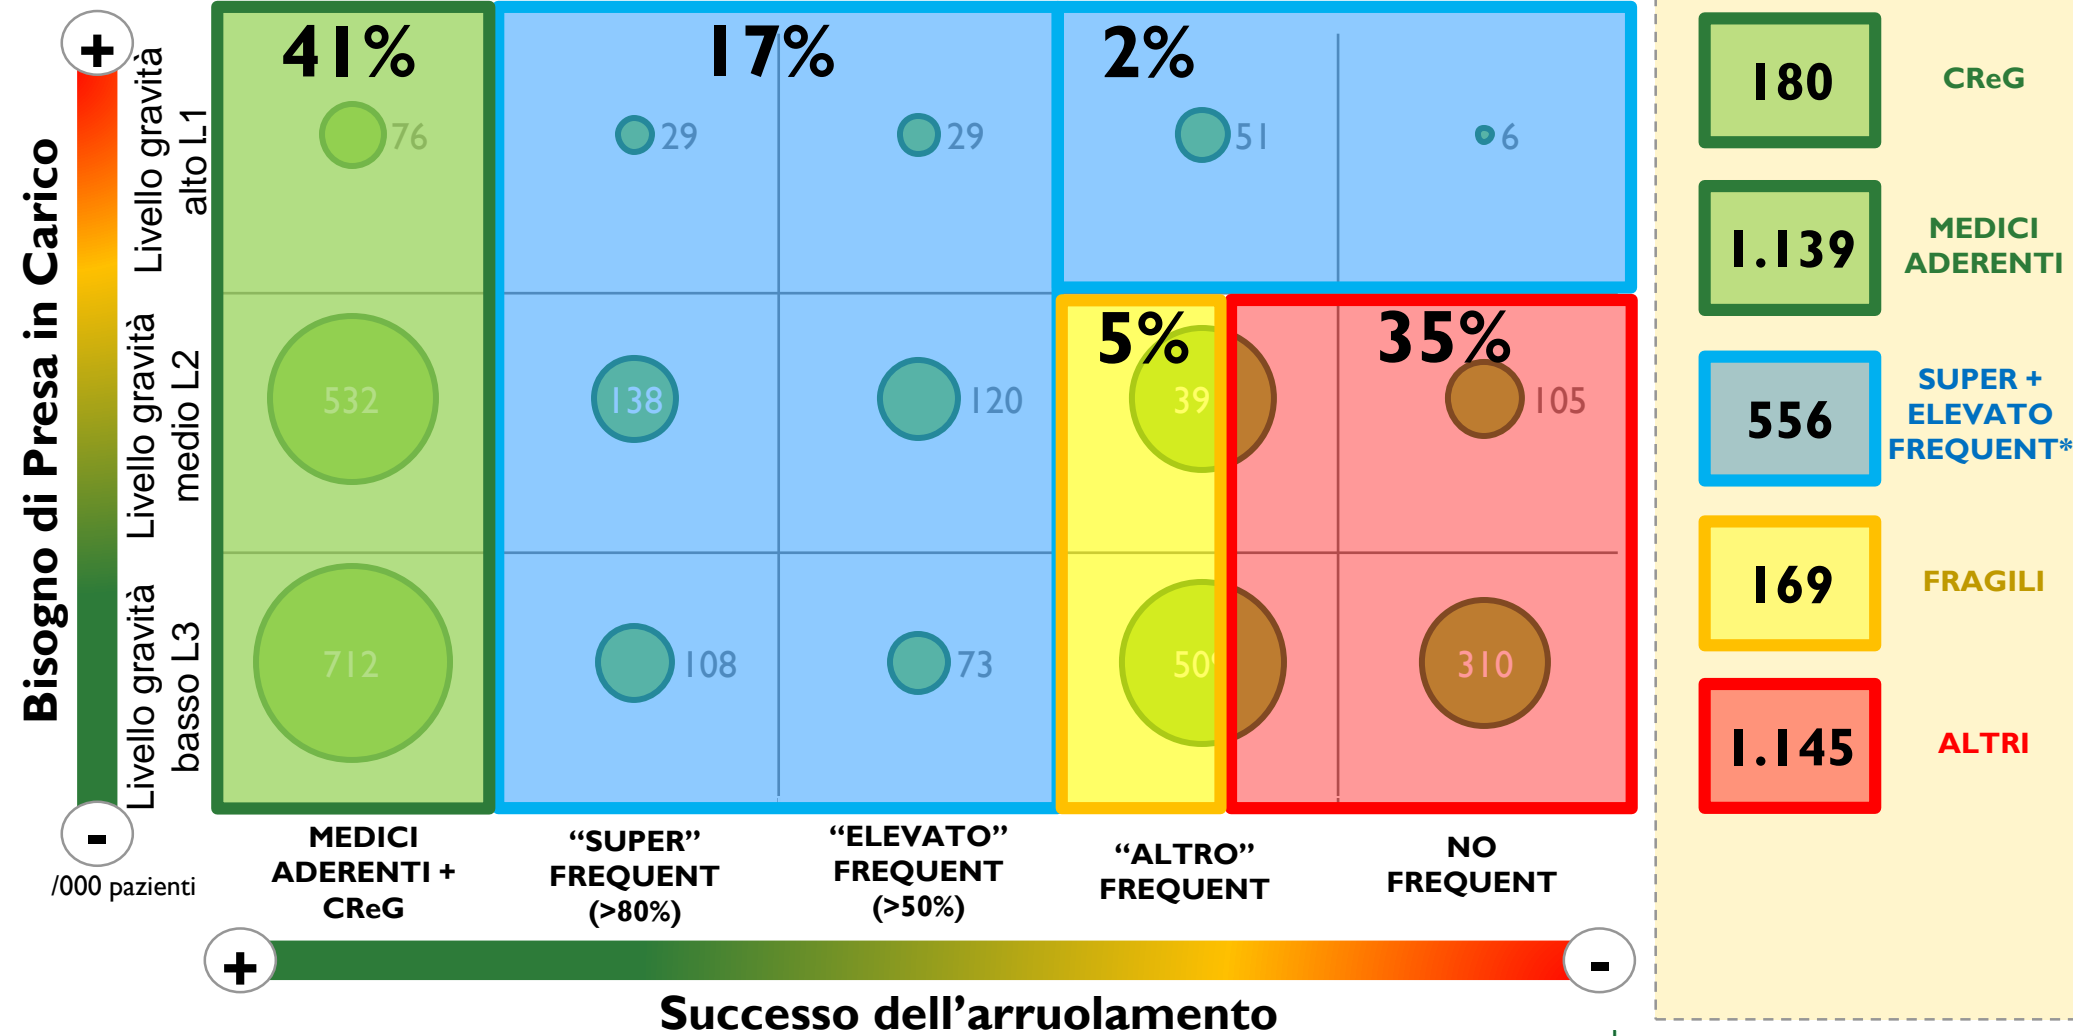 +
Bisogno di Presa in Carico
Livello gravità
alto L1
Livello gravità
medio L2
Livello gravità
basso L3
-
/000 pazienti
41%
17%
2%
76
29
29
51
6
5%
35%
532
138
120
39
105
712
108
73
509
310
MEDICI
ADERENTI +
CReG
“SUPER”
FREQUENT
(>80%)
“ELEVATO”
FREQUENT
(>50%)
“ALTRO”
FREQUENT
NO
FREQUENT
+
-
Successo dell’arruolamento
180
CReG
1.139
MEDICI
ADERENTI
556
SUPER +
ELEVATO
FREQUENT*
169
FRAGILI
1.145
ALTRI